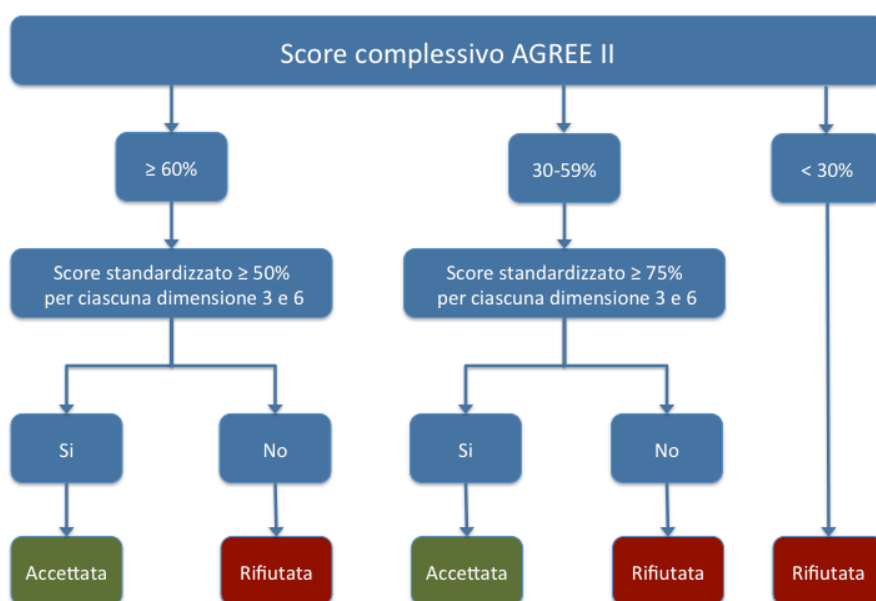 Score complessivo AGREE II
≥ 60%
30-59%
< 30%
Score standardizzato ≥ 50%
per ciascuna dimensione 3 e 6
Score standardizzato ≥ 75%
per ciascuna dimensione 3 e 6
Si
No
Si
No
Accettata
Rifiutata
Accettata
Rifiutata
Rifiutata